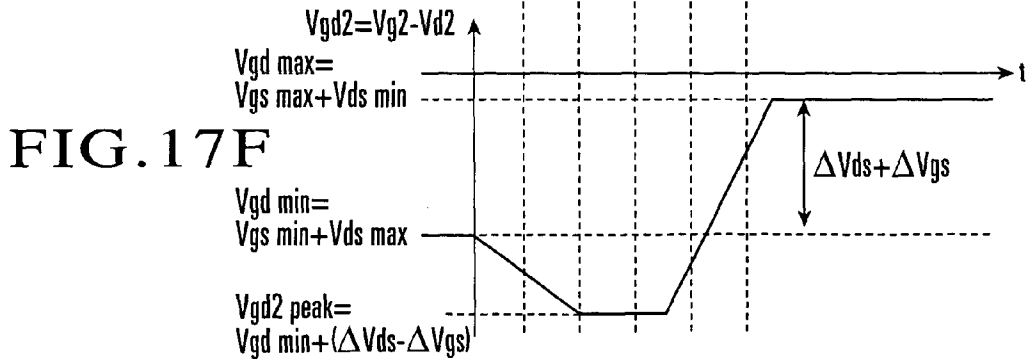 Vgd2=Vg2-Vd2
Vgd max=
Vgs max+Vds min
t
FIG.17F
ΔVds+ΔVgs
Vgd min=
Vgs min+Vds max
Vgd2 peak=
Vgd min+(ΔVds-ΔVgs)